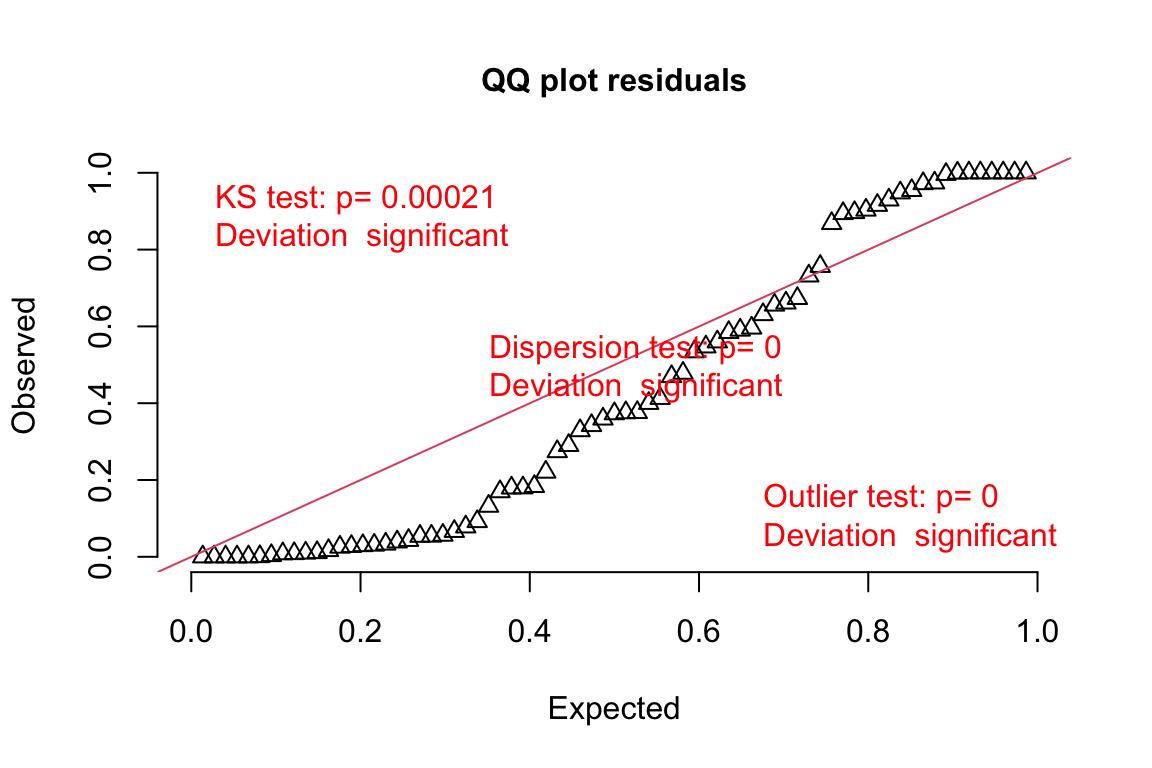 QQ plot residuals
KS test: p= 0.00021
Deviation  significant
Dispersion test: p= 0
Deviation  significant
Outlier test: p= 0
Deviation  significant
Observed
1.0
0.8
0.6
0.4
0.2
0.0
0.0 0.2 0.4 0.6 0.8 1.0
Expected